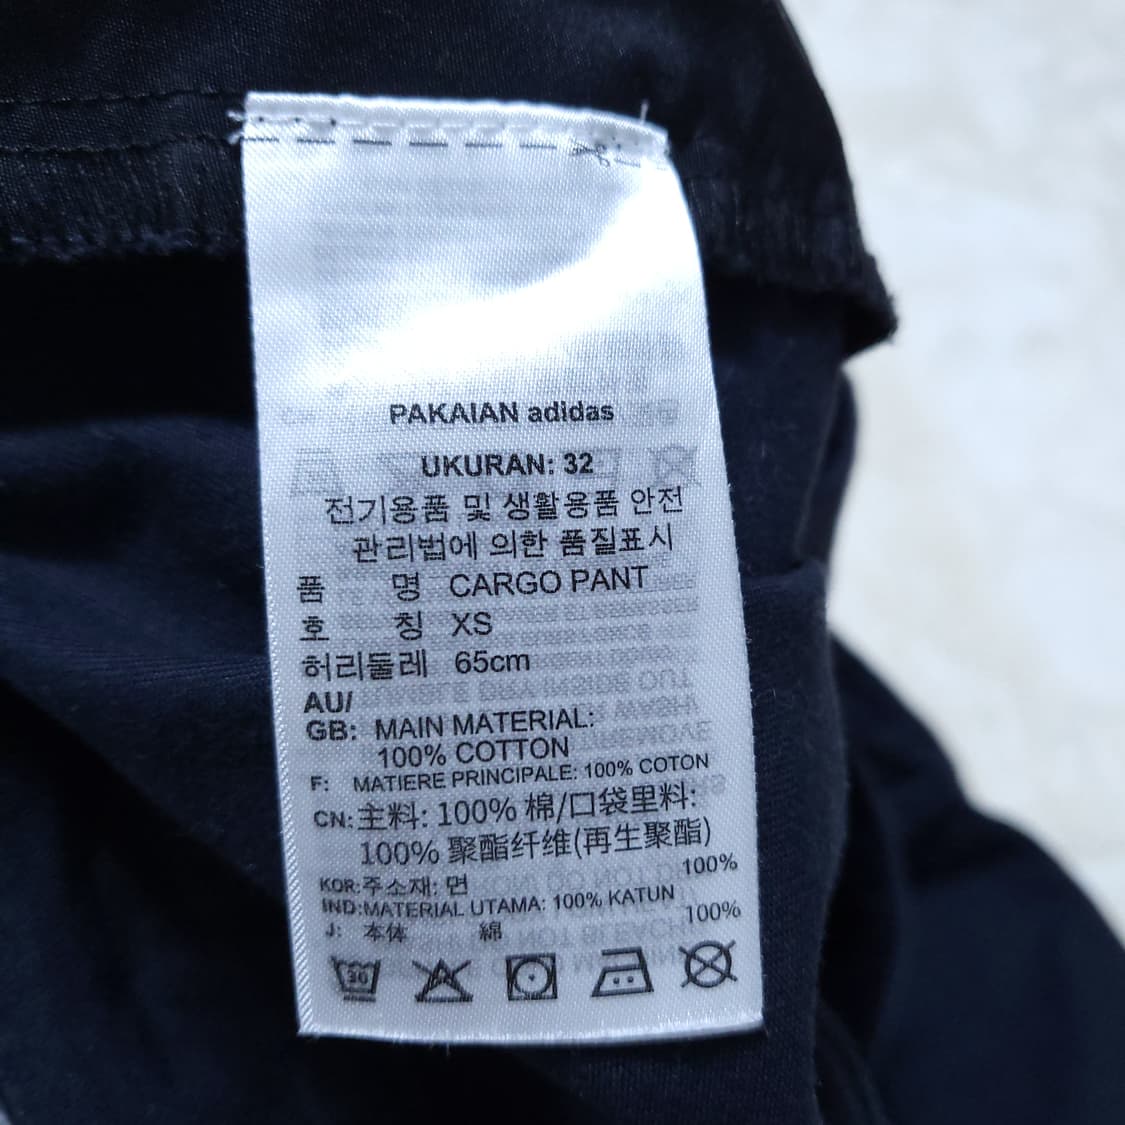 PAKAIAN adidas
UKURAN: 32
전기용품 및 생활용품 안전
관리법에 의한 품질표시
품 명 CARGO PANT
호 칭 XS
허리둘레 65cm
AU/
GB: MAIN MATERIAL:
100% COTTON
F: MATIERE PRINCIPALE: 100% COTON
CN: 主料: 100% 棉/口袋里料:
100% 聚酯纤维(再生聚酯)
KOR: 주소재: 면 100%
IND: MATERIAL UTAMA: 100% KATUN
J: 本体 綿 100%
30